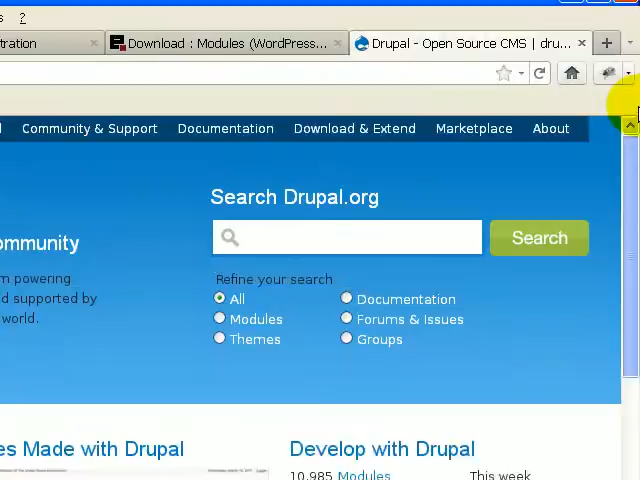 s ?
tration
Download : Modules (WordPress...
Drupal - Open Source CMS | dru...
Community & Support
Documentation
Download & Extend
Marketplace
About
Search Drupal.org
ommunity
Search
m powering
d supported by
world.
Refine your search
All
Documentation
Modules
Forums & Issues
Themes
Groups
es Made with Drupal
Develop with Drupal
10,985 Modules
This week